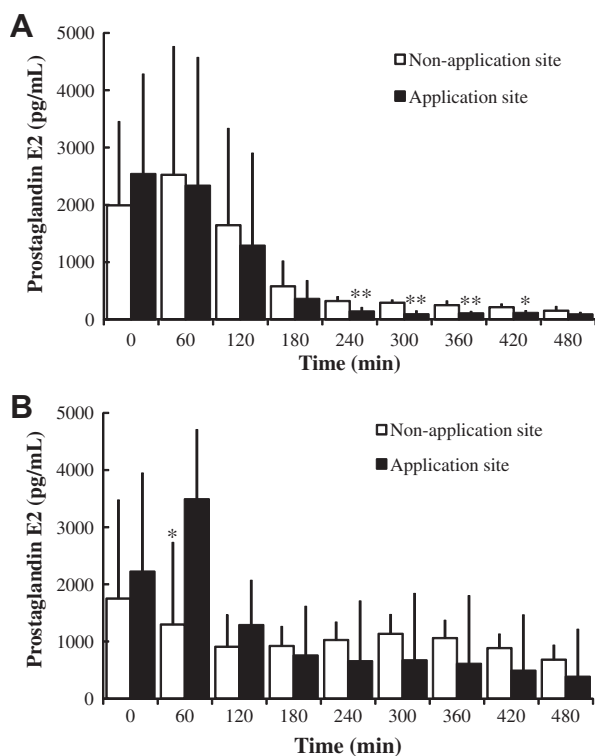 A
5000
4000
3000
2000
1000
0
Prostaglandin E2 (pg/mL)
Non-application site
Application site
** ** ** *
0 60 120 180 240 300 360 420 480
Time (min)
B
5000
4000
3000
2000
1000
0
Prostaglandin E2 (pg/mL)
Non-application site
Application site
*
0 60 120 180 240 300 360 420 480
Time (min)